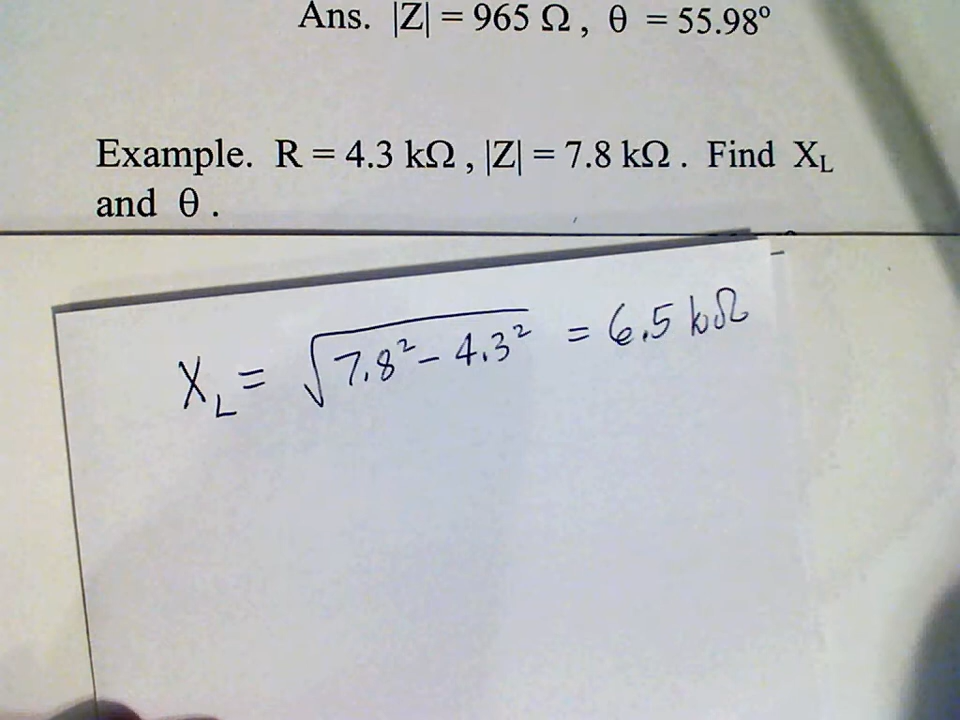 Ans. |Z| = 965 Ω , θ = 55.98º
Example. R = 4.3 kΩ , |Z| = 7.8 kΩ . Find X_L
and θ .
X_L = √(7.8² - 4.3²) = 6.5 kΩ